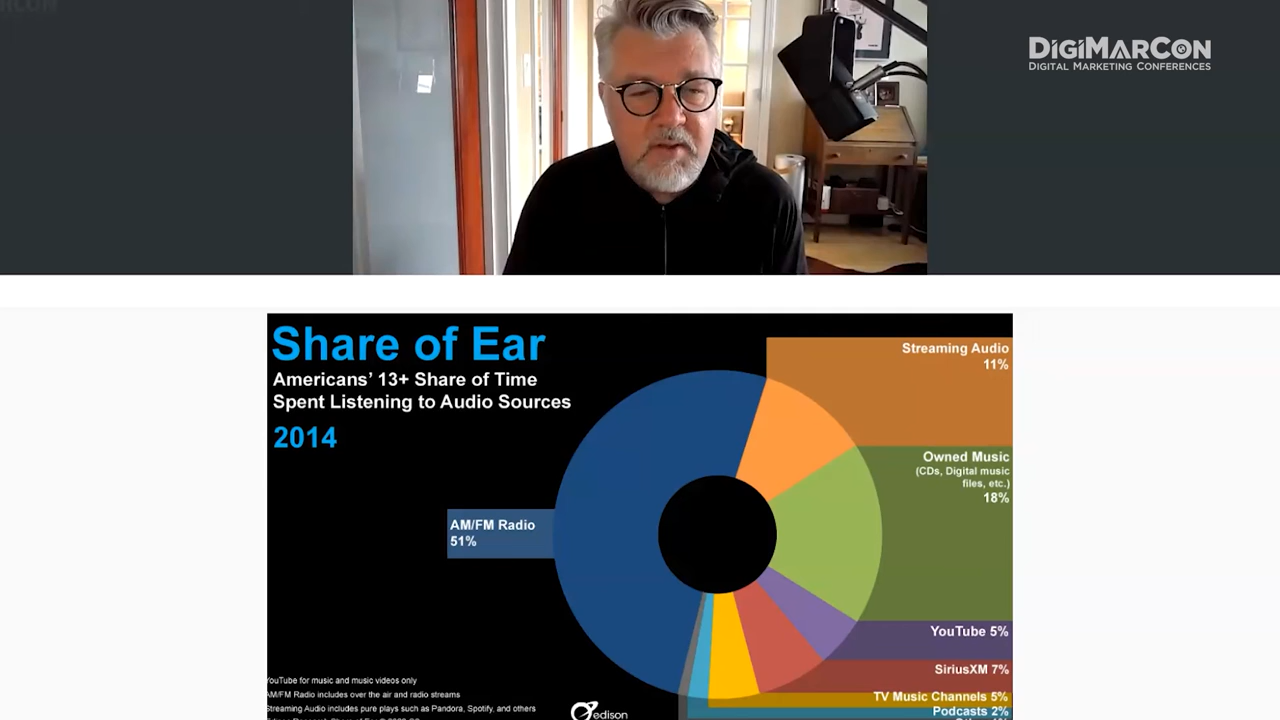 DIGIMARCON
DIGITAL MARKETING CONFERENCES
Share of Ear
Americans’ 13+ Share of Time
Spent Listening to Audio Sources
2014
Streaming Audio
11%
Owned Music
(CDs, Digital music
files, etc.)
18%
AM/FM Radio
51%
YouTube 5%
SiriusXM 7%
TV Music Channels 5%
Podcasts 2%
YouTube for music and music videos only
AM/FM Radio includes over the air and radio streams
Streaming Audio includes pure plays such as Pandora, Spotify, and others
edison